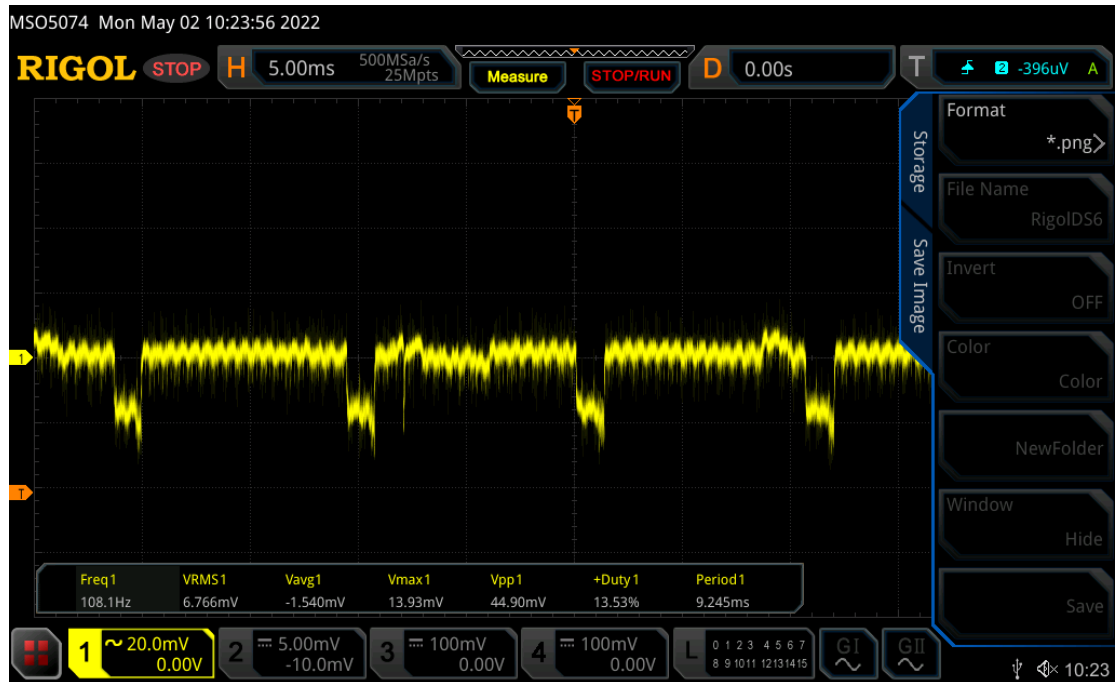 MSO5074 Mon May 02 10:23:56 2022
RIGOL STOP H 5.00ms 500MSa/s 25Mpts Measure STOP/RUN D 0.00s T 2 -396uV A
T
Storage
Save Image
Format
*.png
File Name
RigolDS6
Invert
OFF
Color
Color
NewFolder
Window
Hide
Save
1
T
Freq1 VRMS1 Vavg1 Vmax1 Vpp1 +Duty1 Period1
108.1Hz 6.766mV -1.540mV 13.93mV 44.90mV 13.53% 9.245ms
1 20.0mV 0.00V
2 5.00mV -10.0mV
3 100mV 0.00V
4 100mV 0.00V
L 0 1 2 3 4 5 6 7
8 9 10 11 12 13 14 15
GI GII
10:23